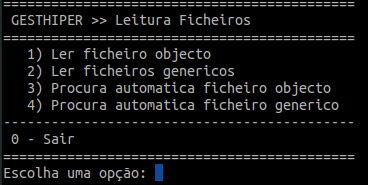 ============================================
GESTHIPER >> Leitura Ficheiros
============================================
1) Ler ficheiro objecto
2) Ler ficheiros genericos
3) Procura automatica ficheiro objecto
4) Procura automatica ficheiro generico
--------------------------------------------
0 - Sair
============================================
Escolha uma opção: